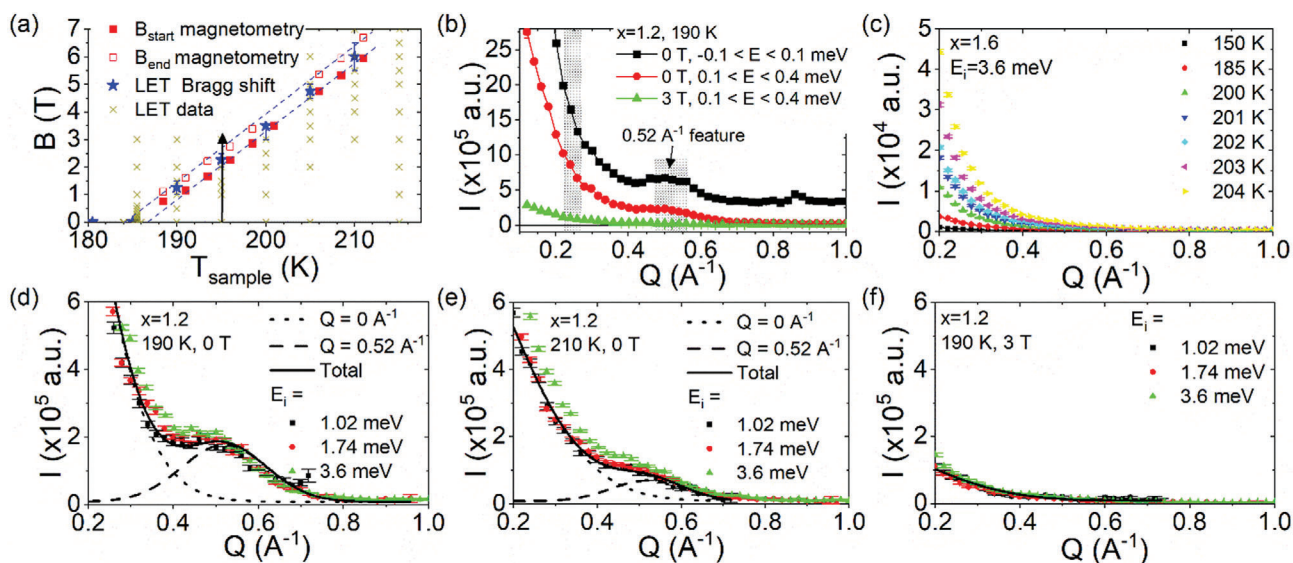 (a)
7
6
5
4
3
2
1
0
B (T)
B_start magnetometry
B_end magnetometry
LET Bragg shift
LET data
180 190 200 210
T_sample (K)
(b)
25
20
15
10
5
0
I (x10^5 a.u.)
x=1.2, 190 K
0 T, -0.1 < E < 0.1 meV
0 T, 0.1 < E < 0.4 meV
3 T, 0.1 < E < 0.4 meV
0.52 A^-1 feature
0.2 0.4 0.6 0.8 1.0
Q (A^-1)
(c)
5
4
3
2
1
0
I (x10^4 a.u.)
x=1.6
E_i=3.6 meV
150 K
185 K
200 K
201 K
202 K
203 K
204 K
0.2 0.4 0.6 0.8 1.0
Q (A^-1)
(d)
6
4
2
0
I (x10^5 a.u.)
x=1.2
190 K, 0 T
Q = 0 A^-1
Q = 0.52 A^-1
Total
E_i =
1.02 meV
1.74 meV
3.6 meV
0.2 0.4 0.6 0.8 1.0
Q (A^-1)
(e)
6
4
2
0
I (x10^5 a.u.)
x=1.2
210 K, 0 T
Q = 0 A^-1
Q = 0.52 A^-1
Total
E_i =
1.02 meV
1.74 meV
3.6 meV
0.2 0.4 0.6 0.8 1.0
Q (A^-1)
(f)
6
4
2
0
I (x10^5 a.u.)
x=1.2
190 K, 3 T
E_i =
1.02 meV
1.74 meV
3.6 meV
0.2 0.4 0.6 0.8 1.0
Q (A^-1)